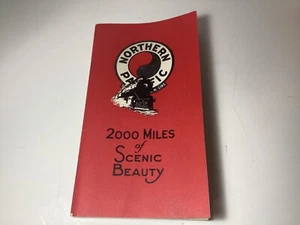 NORTHERN
PACIFIC
2000 MILES
of
SCENIC
BEAUTY